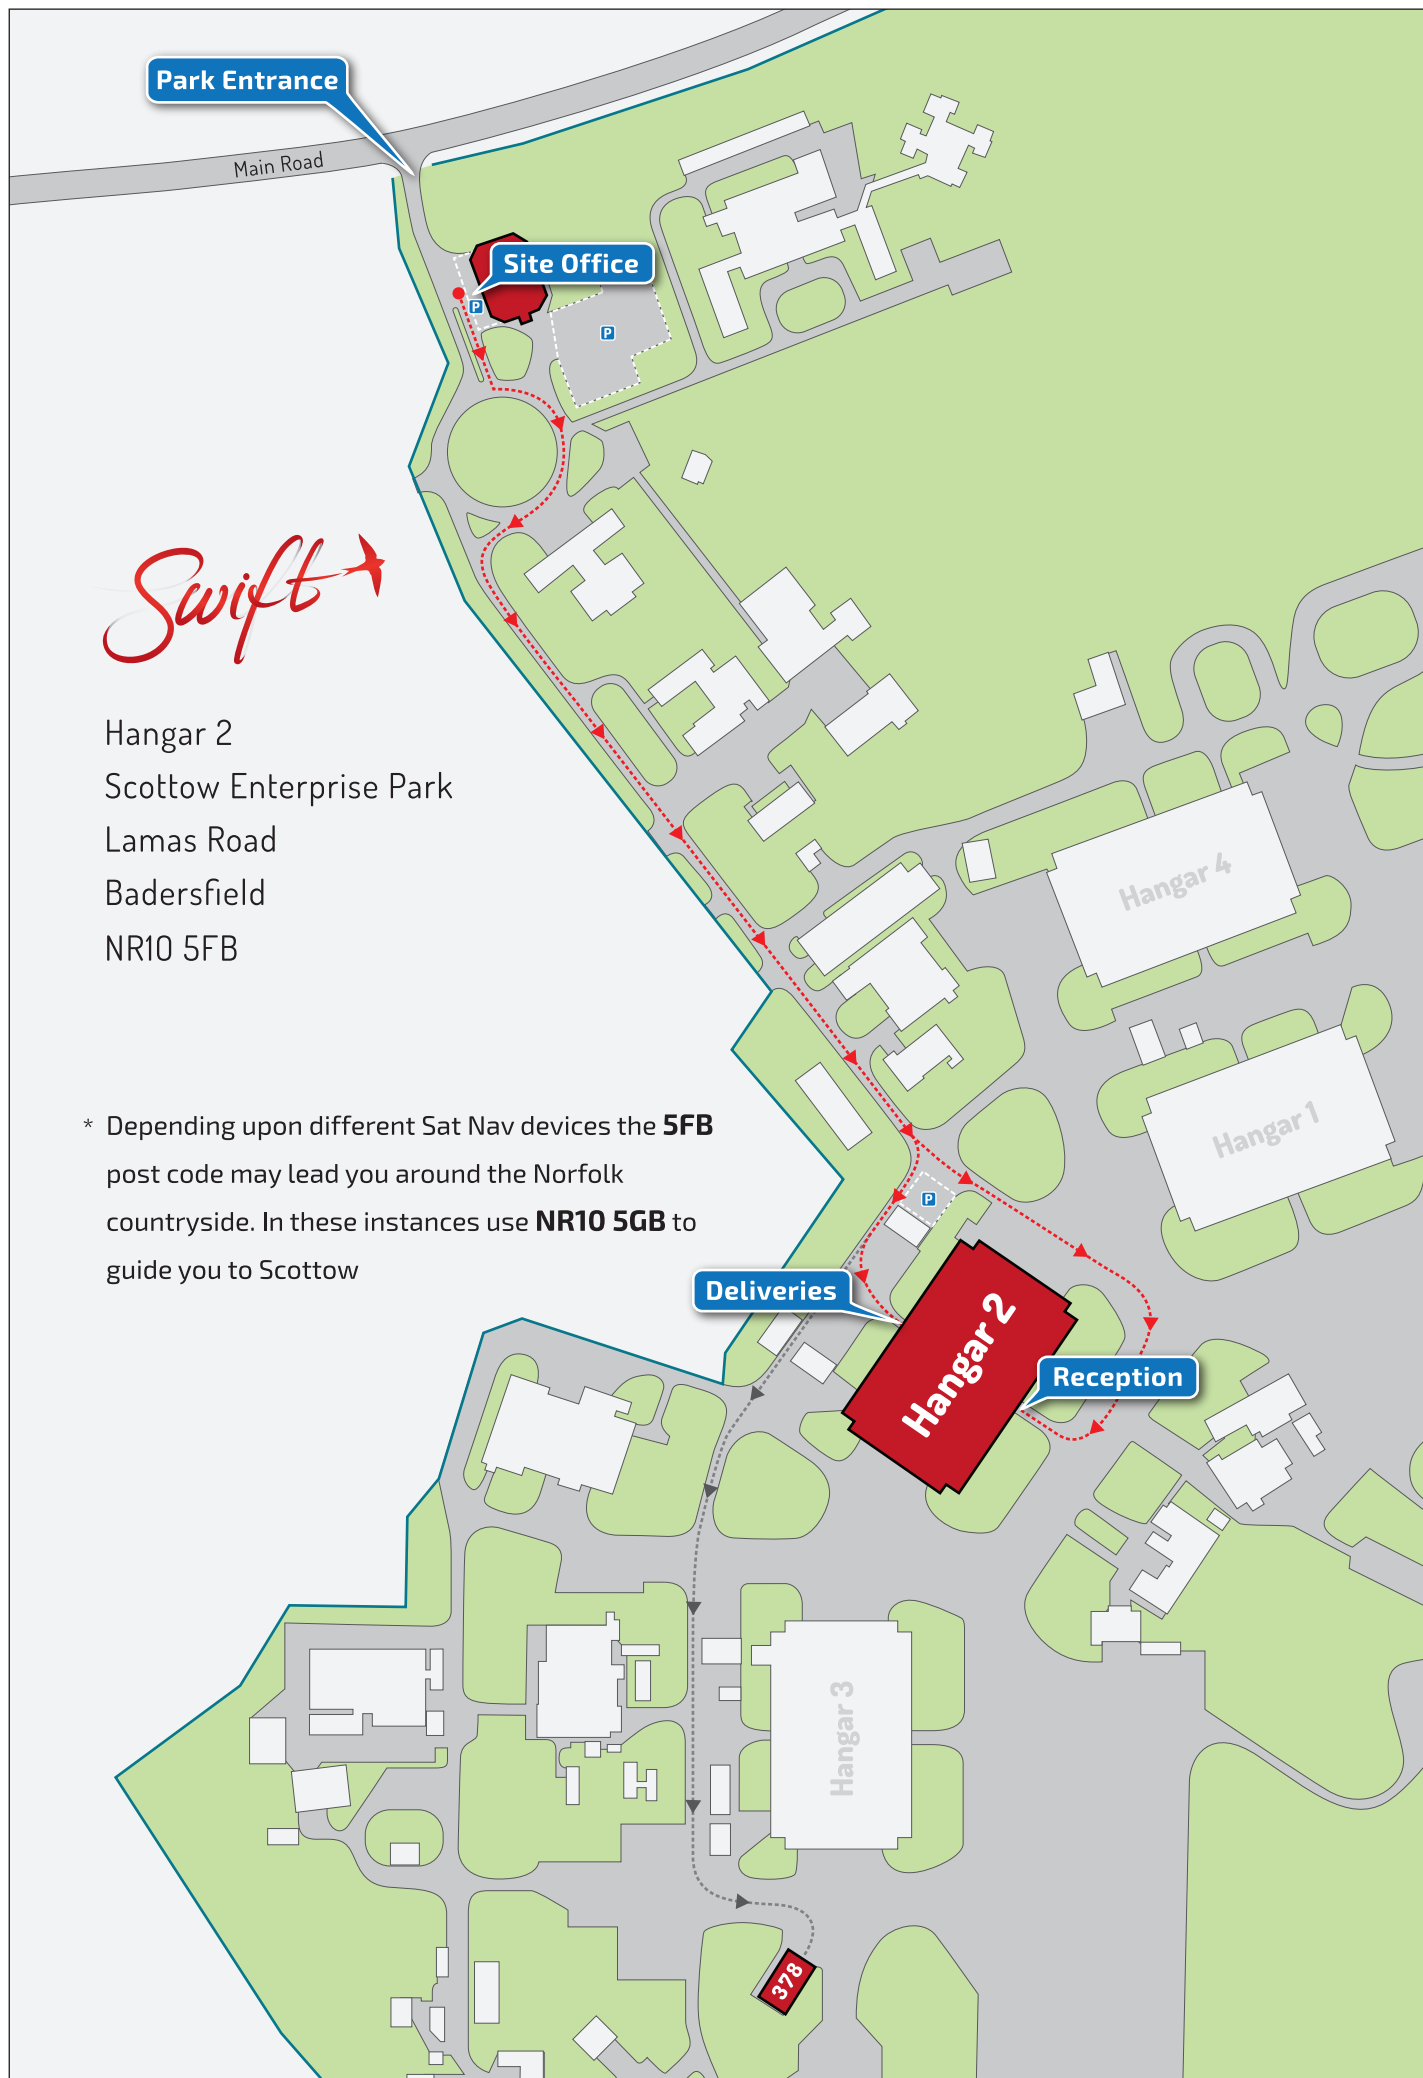 Park Entrance
Main Road
Site Office
P
P
Swift
Hangar 2
Scottow Enterprise Park
Lamas Road
Badersfield
NR10 5FB
Hangar 4
Hangar 1
* Depending upon different Sat Nav devices the 5FB
post code may lead you around the Norfolk
countryside. In these instances use NR10 5GB to
guide you to Scottow
P
Deliveries
Hangar 2
Reception
Hangar 3
378